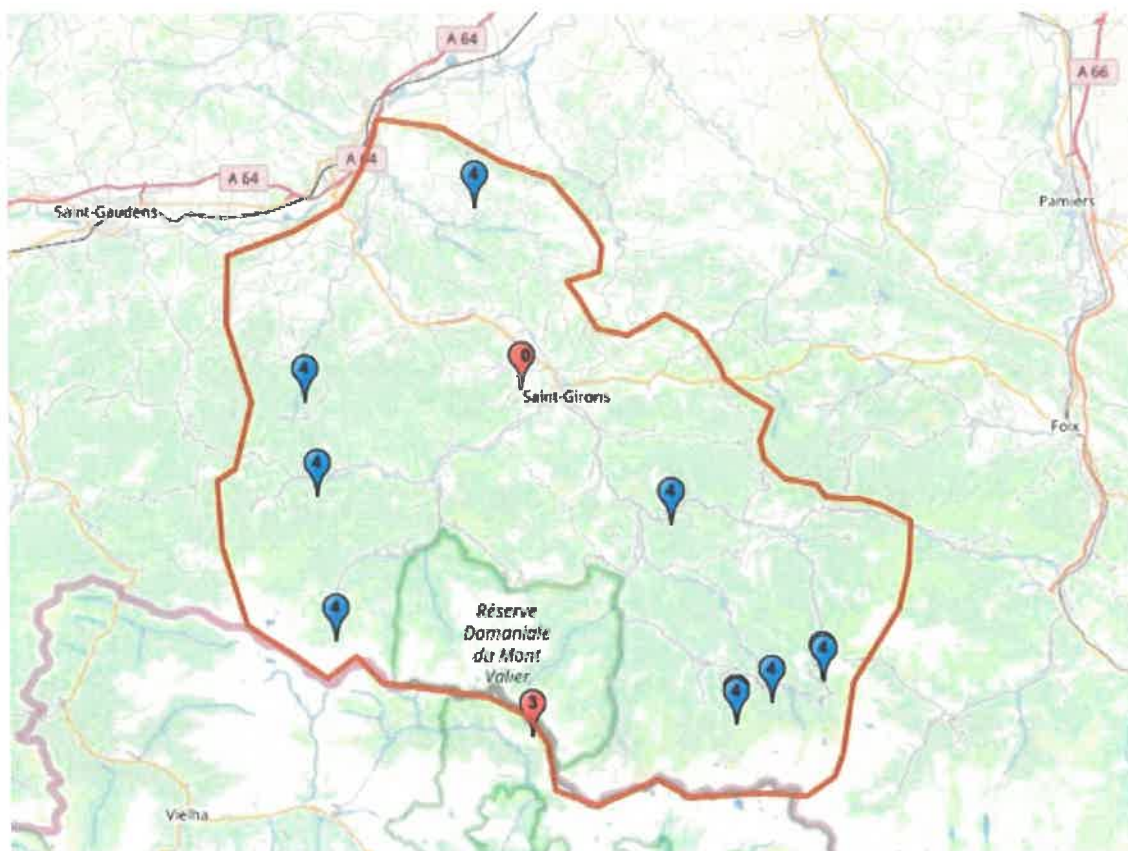 A 64
A 66
A 64
A 64
4
Pamiers
Saint-Gaudens
0
4
Saint-Girons
Foix
4
4
4
Réserve
Domaniale
du Mont
Valier
4
4
4
3
Vielha